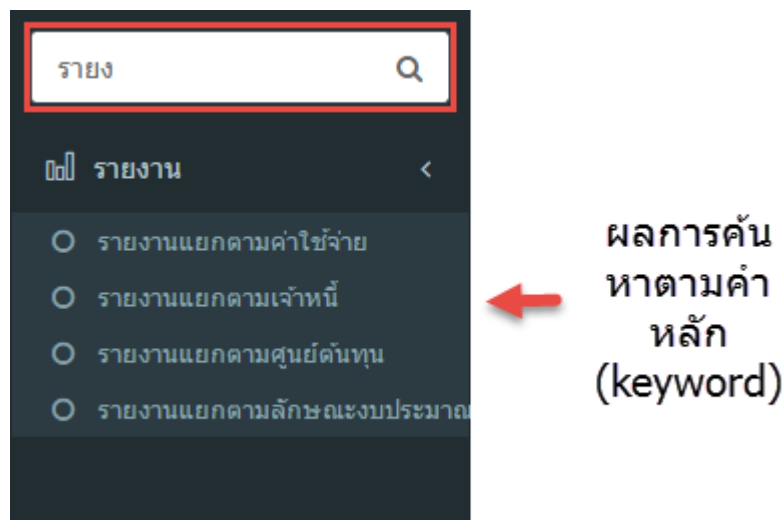 รายง
รายงาน
รายงานแยกตามค่าใช้จ่าย
รายงานแยกตามเจ้าหนี้
รายงานแยกตามศูนย์ต้นทุน
รายงานแยกตามลักษณะงบประมาณ
ผลการค้น
หาตามคำ
หลัก
(keyword)